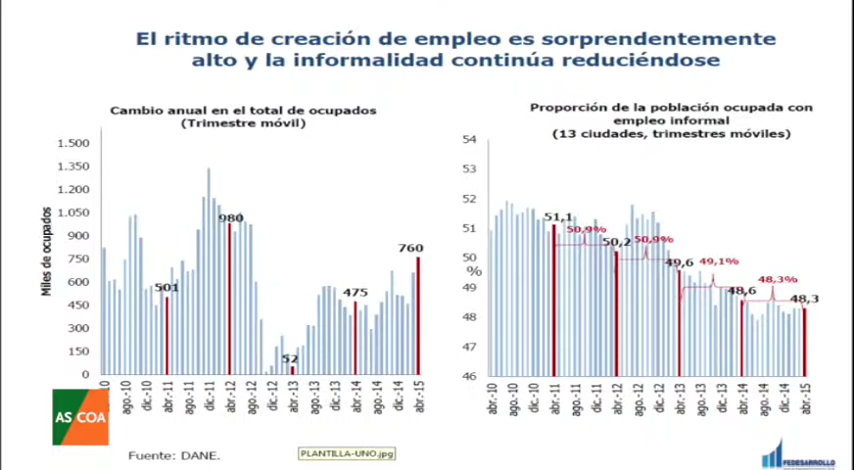 El ritmo de creación de empleo es sorprendentemente
alto y la informalidad continúa reduciéndose
Cambio anual en el total de ocupados
(Trimestre móvil)
Miles de ocupados
1.500
1.350
1.200
1.050
900
750
600
450
300
150
0
501
980
52
475
760
10
ago.10
dic.10
abr.11
ago.11
dic.11
abr.12
ago.12
dic.12
abr.13
ago.13
dic.13
abr.14
ago.14
dic.14
abr.15
Proporción de la población ocupada con
empleo informal
(13 ciudades, trimestres móviles)
%
54
53
52
51
50
49
48
47
46
51,1
50,9%
50,2
50,9%
49,6
49,1%
48,6
48,3%
48,3
abr.10
ago.10
dic.10
abr.11
ago.11
dic.11
abr.12
ago.12
dic.12
abr.13
ago.13
dic.13
abr.14
ago.14
dic.14
abr.15
AS COA
Fuente: DANE.
PLANTILLA-UNO.jpg
FEDESARROLLO